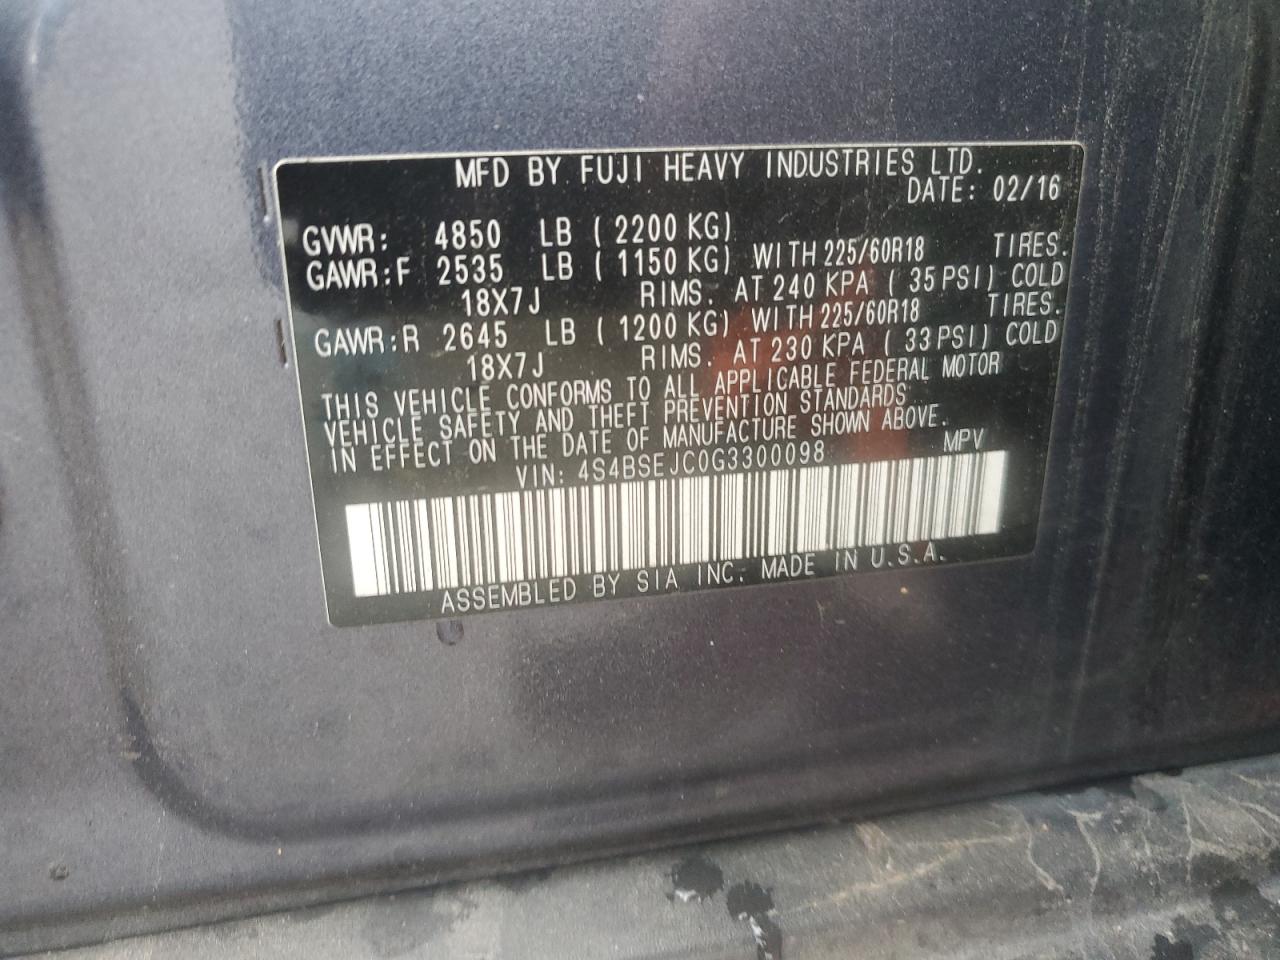 MFD BY FUJI HEAVY INDUSTRIES LTD.
DATE: 02/16
GVWR: 4850 LB ( 2200 KG)
GAWR:F 2535 LB ( 1150 KG) WITH 225/60R18 TIRES.
18X7J RIMS. AT 240 KPA ( 35 PSI) COLD
GAWR:R 2645 LB ( 1200 KG) WITH 225/60R18 TIRES.
18X7J RIMS. AT 230 KPA ( 33 PSI) COLD
THIS VEHICLE CONFORMS TO ALL APPLICABLE FEDERAL MOTOR
VEHICLE SAFETY AND THEFT PREVENTION STANDARDS
IN EFFECT ON THE DATE OF MANUFACTURE SHOWN ABOVE.
VIN: 4S4BSEJC0G3300098 MPV
ASSEMBLED BY SIA INC. MADE IN U.S.A.